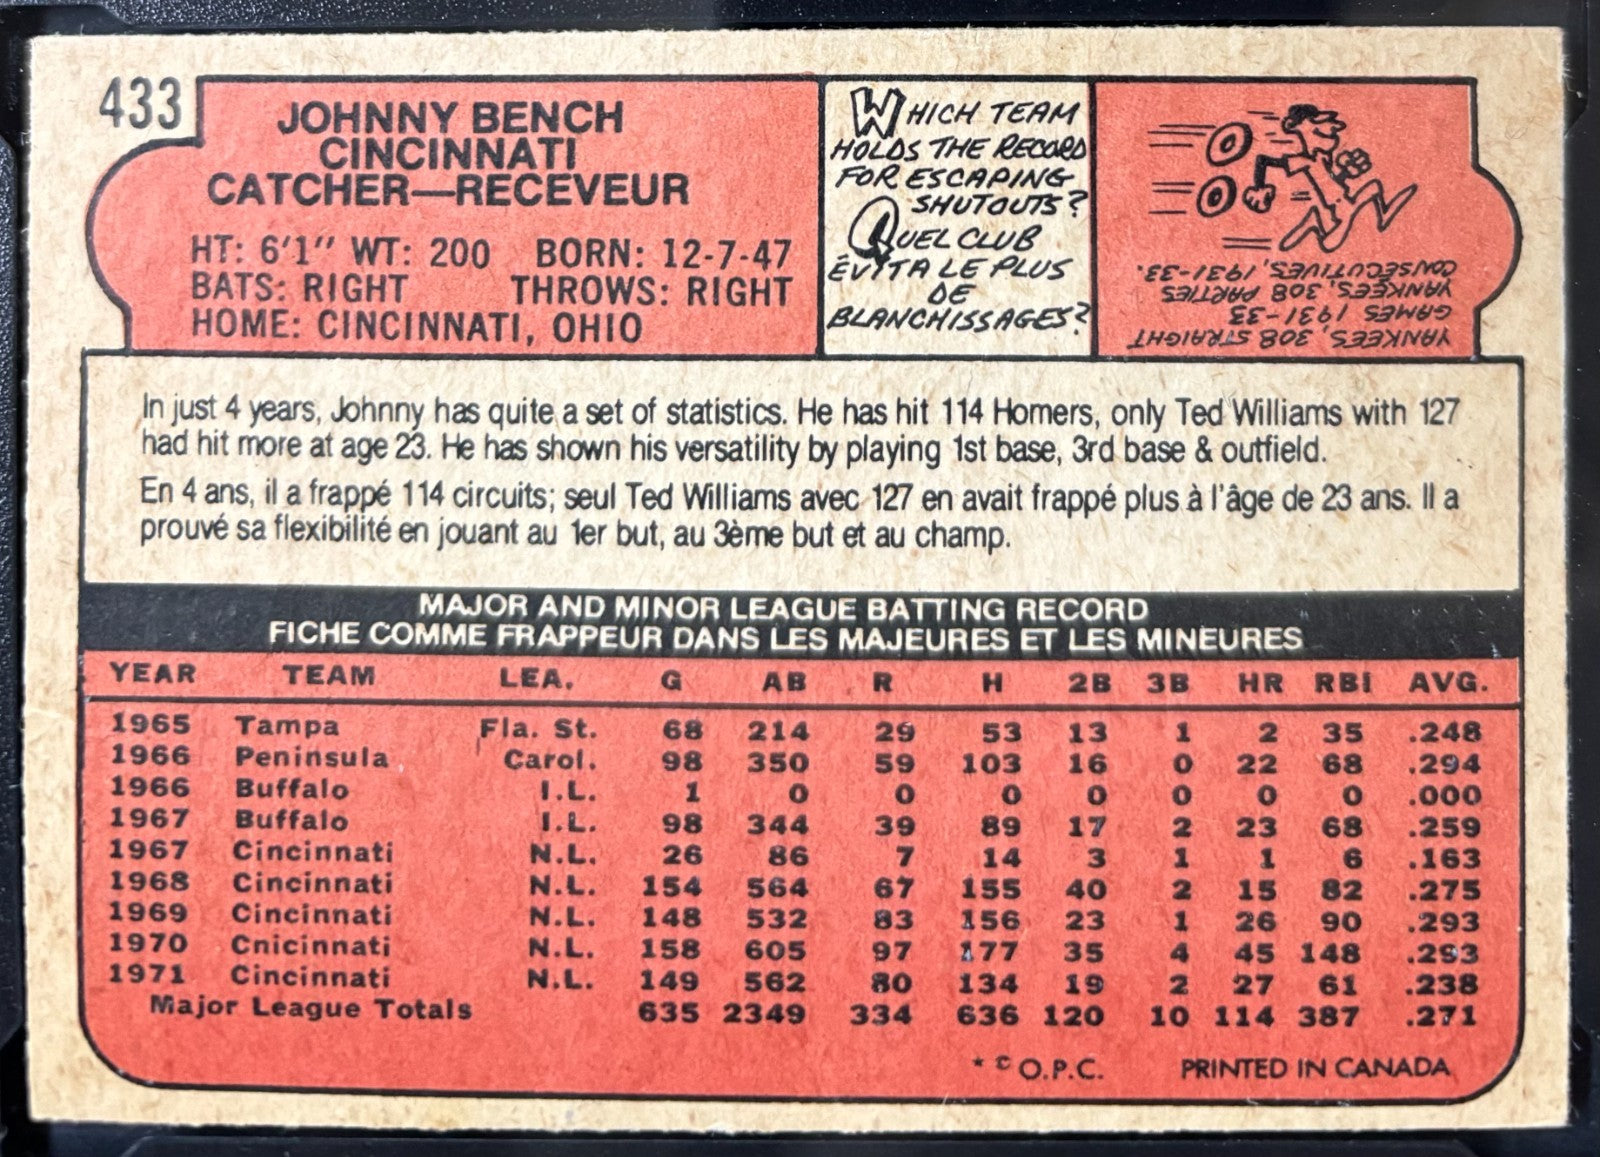 433
JOHNNY BENCH
CINCINNATI
CATCHER—RECEVEUR
HT: 6'1" WT: 200 BORN: 12-7-47
BATS: RIGHT THROWS: RIGHT
HOME: CINCINNATI, OHIO
WHICH TEAM
HOLDS THE RECORD
FOR ESCAPING
SHUTOUTS?
QUEL CLUB
ÉVITA LE PLUS
DE
BLANCHISSAGES?
YANKEES, 308 STRAIGHT
GAMES 1931-33
YANKEES, 308 PARTIES
CONSECUTIVES, 1931-33.
In just 4 years, Johnny has quite a set of statistics. He has hit 114 Homers, only Ted Williams with 127
had hit more at age 23. He has shown his versatility by playing 1st base, 3rd base & outfield.
En 4 ans, il a frappé 114 circuits; seul Ted Williams avec 127 en avait frappé plus à l'âge de 23 ans. Il a
prouvé sa flexibilité en jouant au 1er but, au 3ème but et au champ.
MAJOR AND MINOR LEAGUE BATTING RECORD
FICHE COMME FRAPPEUR DANS LES MAJEURES ET LES MINEURES
YEAR TEAM LEA. G AB R H 2B 3B HR RBI AVG.
1965 Tampa Fla. St. 68 214 29 53 13 1 2 35 .248
1966 Peninsula Carol. 98 350 59 103 16 0 22 68 .294
1966 Buffalo I.L. 1 0 0 0 0 0 0 0 .000
1967 Buffalo I.L. 98 344 39 89 17 2 23 68 .259
1967 Cincinnati N.L. 26 86 7 14 3 1 1 6 .163
1968 Cincinnati N.L. 154 564 67 155 40 2 15 82 .275
1969 Cincinnati N.L. 148 532 83 156 23 1 26 90 .293
1970 Cnicinnati N.L. 158 605 97 177 35 4 45 148 .293
1971 Cincinnati N.L. 149 562 80 134 19 2 27 61 .238
Major League Totals 635 2349 334 636 120 10 114 387 .271
* © O.P.C. PRINTED IN CANADA